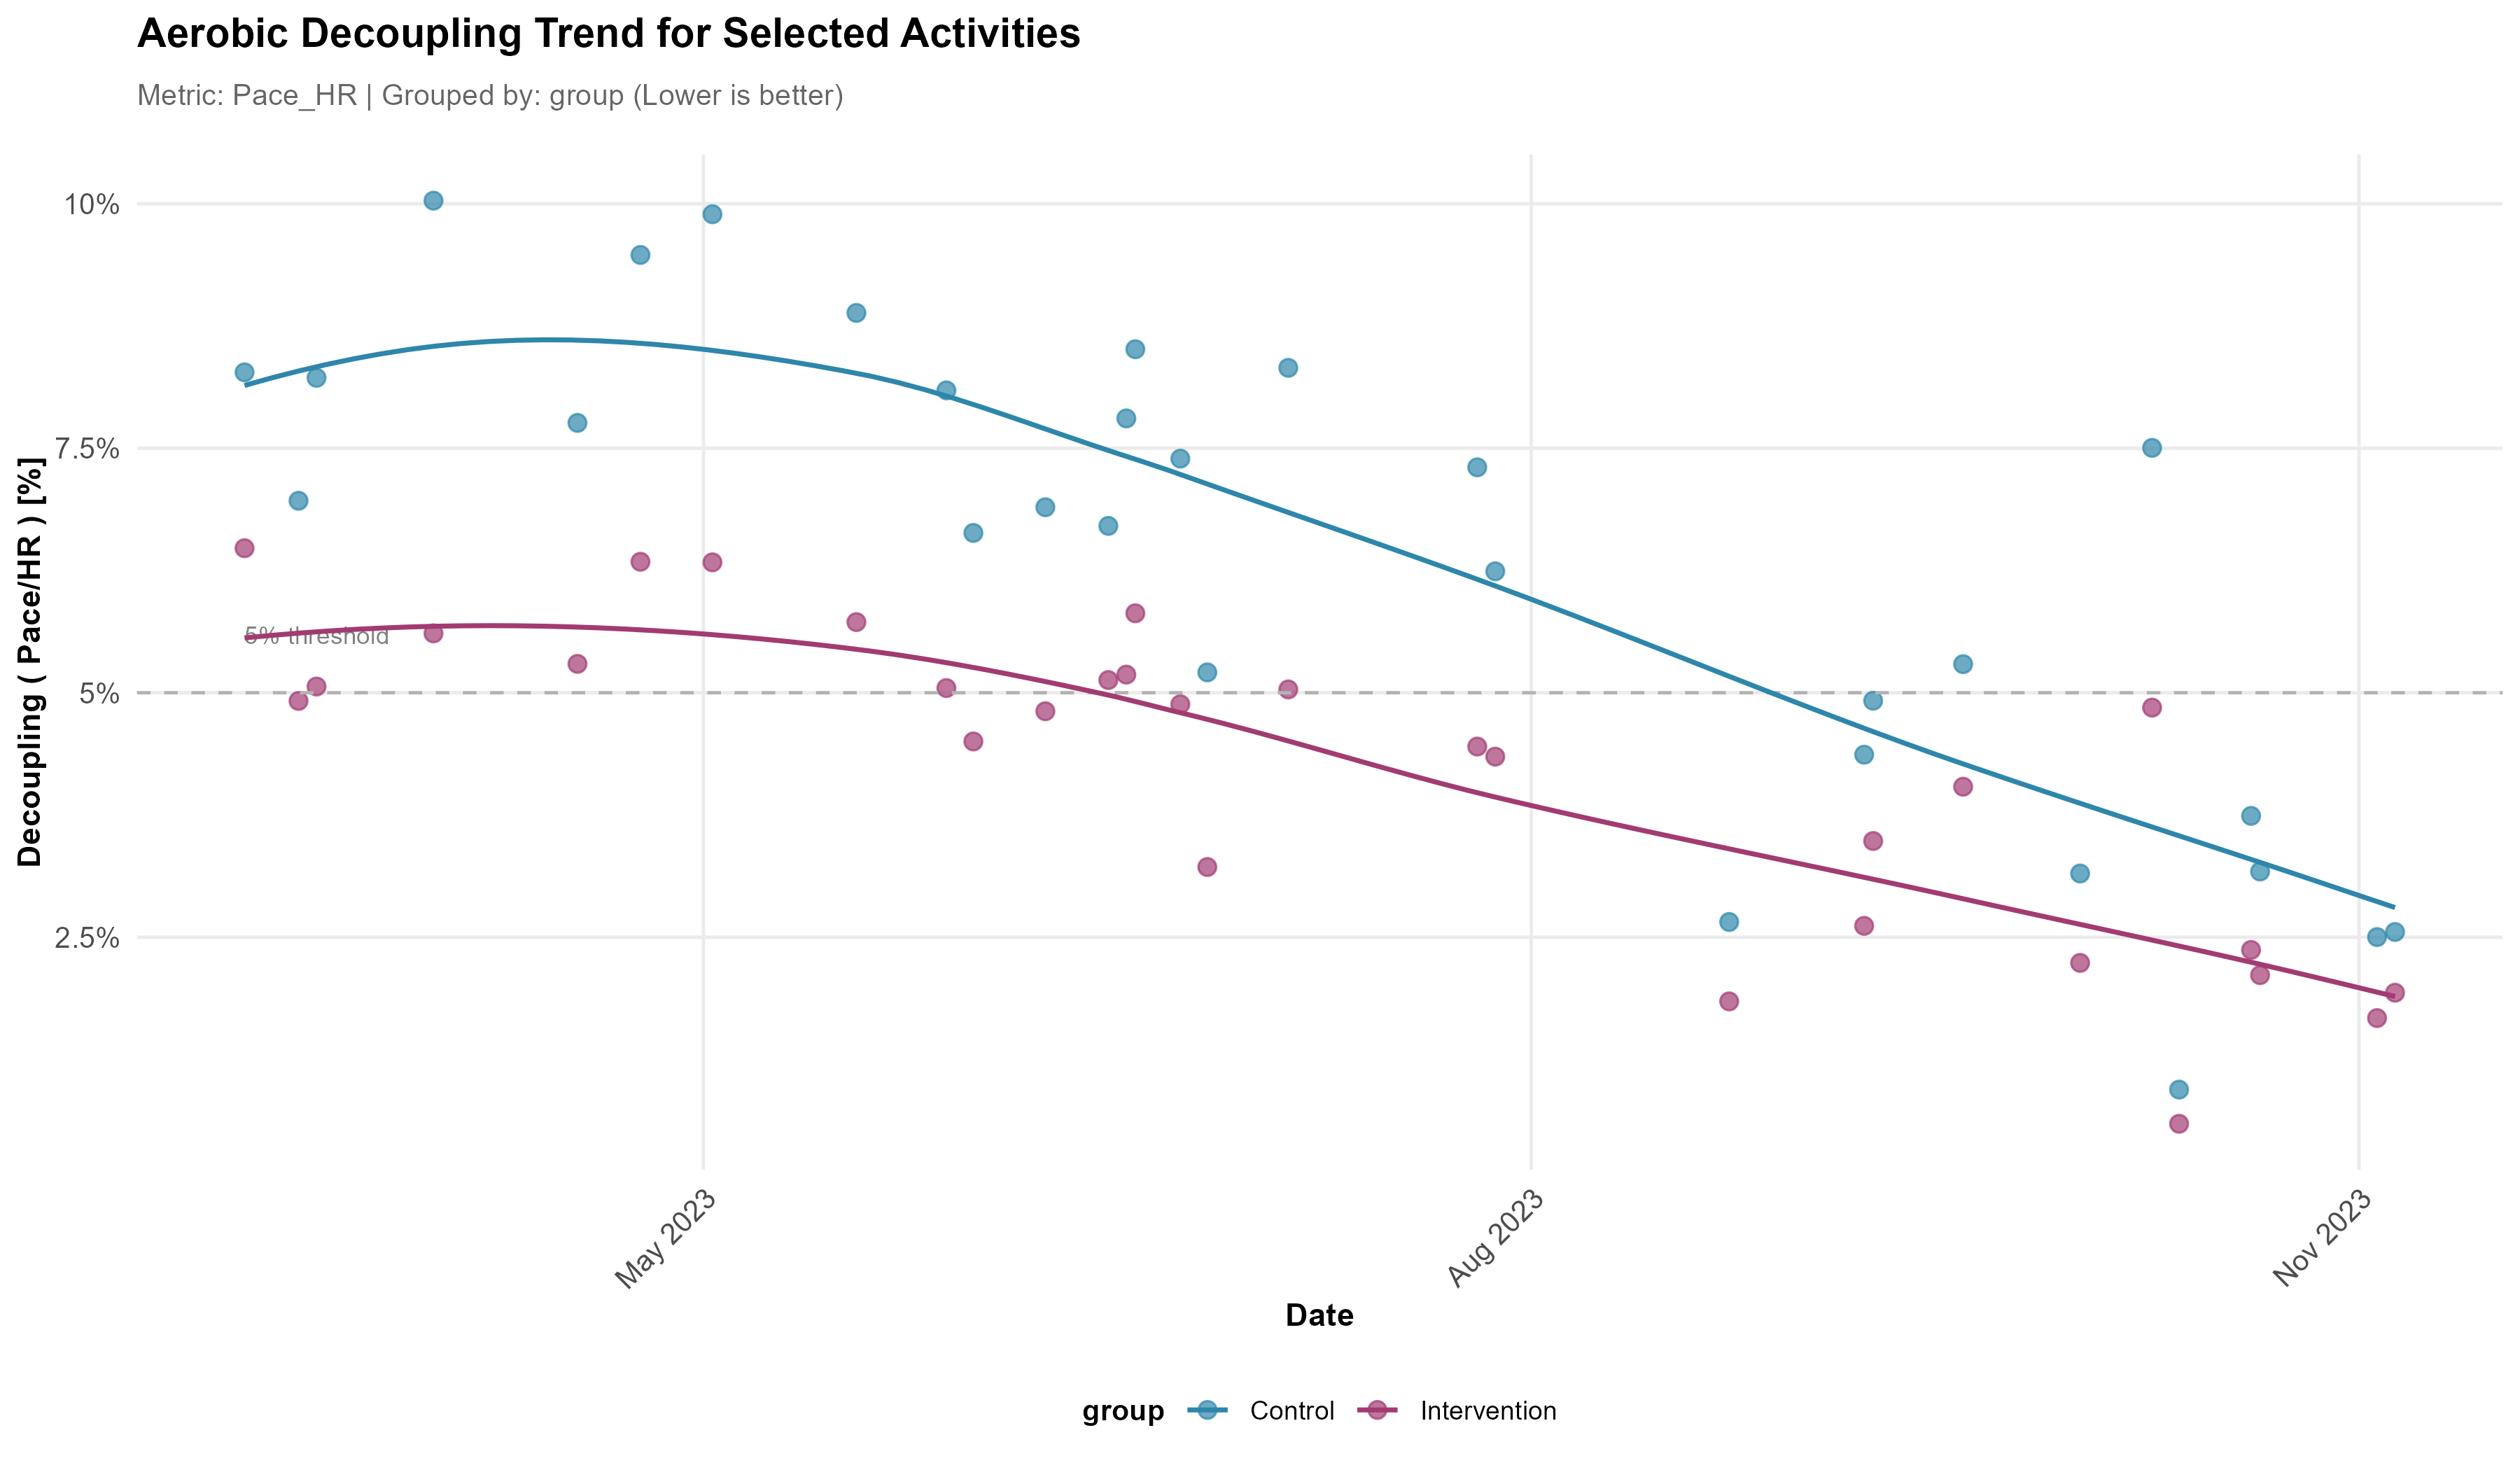 Aerobic Decoupling Trend for Selected Activities
Metric: Pace_HR | Grouped by: group (Lower is better)
Decoupling ( Pace/HR ) [%]
10%
7.5%
5%
2.5%
5% threshold
May 2023
Aug 2023
Nov 2023
Date
group Control Intervention